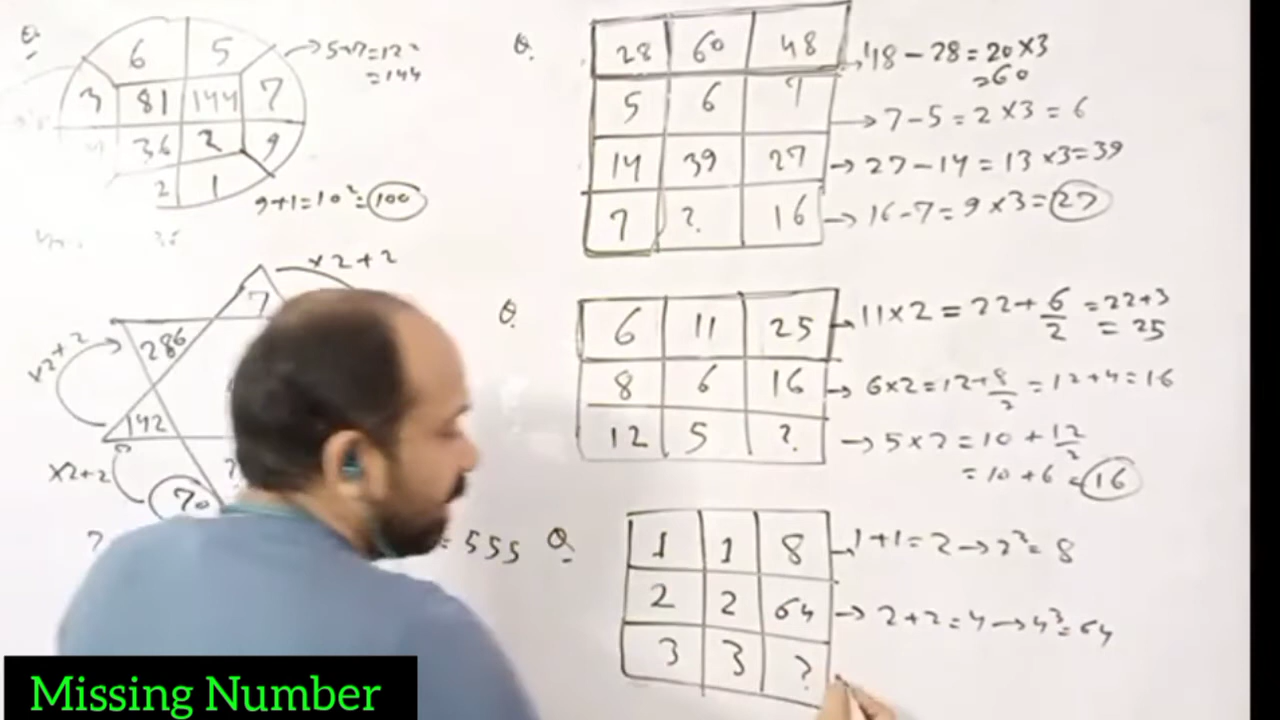 Q.
6 5
5+7=12²
=144
3 81 144 7
36 2 9
2 1
9+1=10²=100
×2+2
7
×2+2
286
142
×2+2
70
?
= 555
Q.
28 60 48
48-28=20×3
=60
5 6 7
7-5=2×3=6
14 39 27
27-14=13×3=39
7 ? 16
16-7=9×3=27
Q.
6 11 25
11×2=22+6/2=22+3
=25
8 6 16
6×2=12+8/2=12+4=16
12 5 ?
5×2=10+12/2
=10+6=16
Q.
1 1 8
1+1=2→2³=8
2 2 64
2+2=4→4³=64
3 3 ?
Missing Number